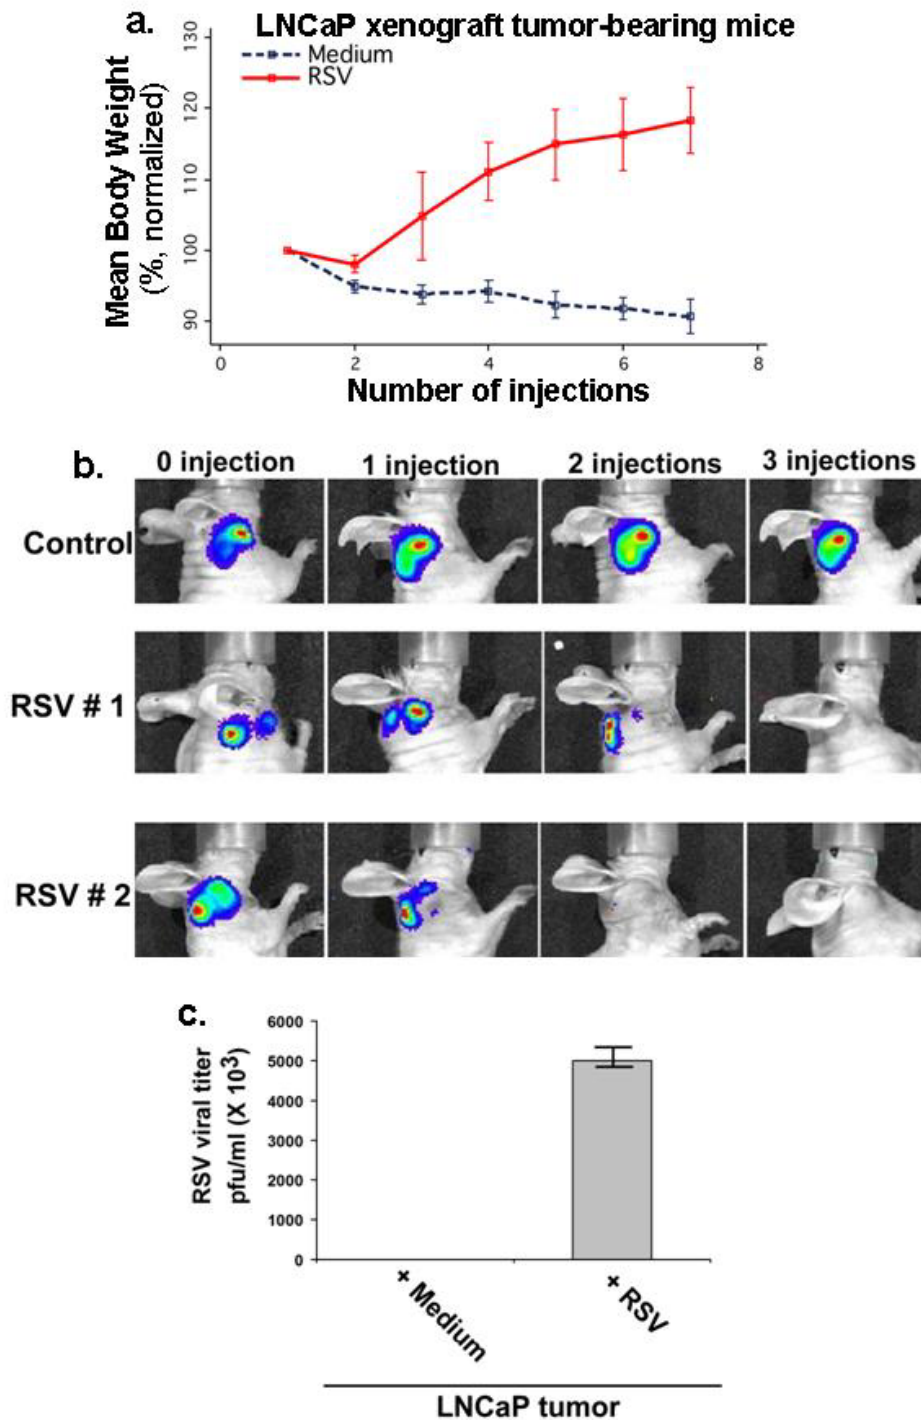 a.
LNCaP xenograft tumor-bearing mice
Medium
RSV
Mean Body Weight
(%, normalized)
130
120
110
100
90
0 2 4 6 8
Number of injections
b.
0 injection 1 injection 2 injections 3 injections
Control
RSV # 1
RSV # 2
c.
RSV viral titer
pfu/ml (X 10³)
6000
5000
4000
3000
2000
1000
0
+ Medium
+ RSV
LNCaP tumor